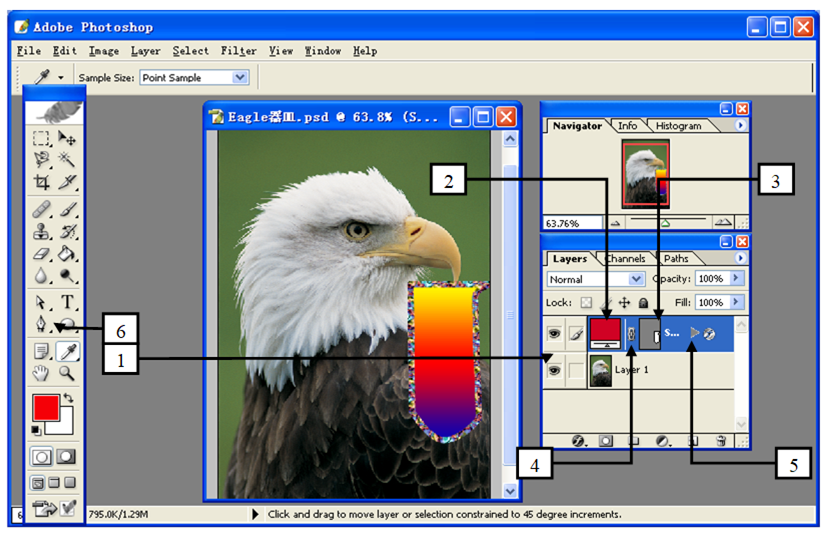 Adobe Photoshop
File Edit Image Layer Select Filter View Window Help
Sample Size: Point Sample
Eagle器皿.psd @ 63.8% (S...
Navigator Info Histogram
2
3
63.76%
Layers Channels Paths
Normal Opacity: 100%
Lock: Fill: 100%
T
6
S...
1
Layer 1
4
5
6
795.0K/1.29M
Click and drag to move layer or selection constrained to 45 degree increments.